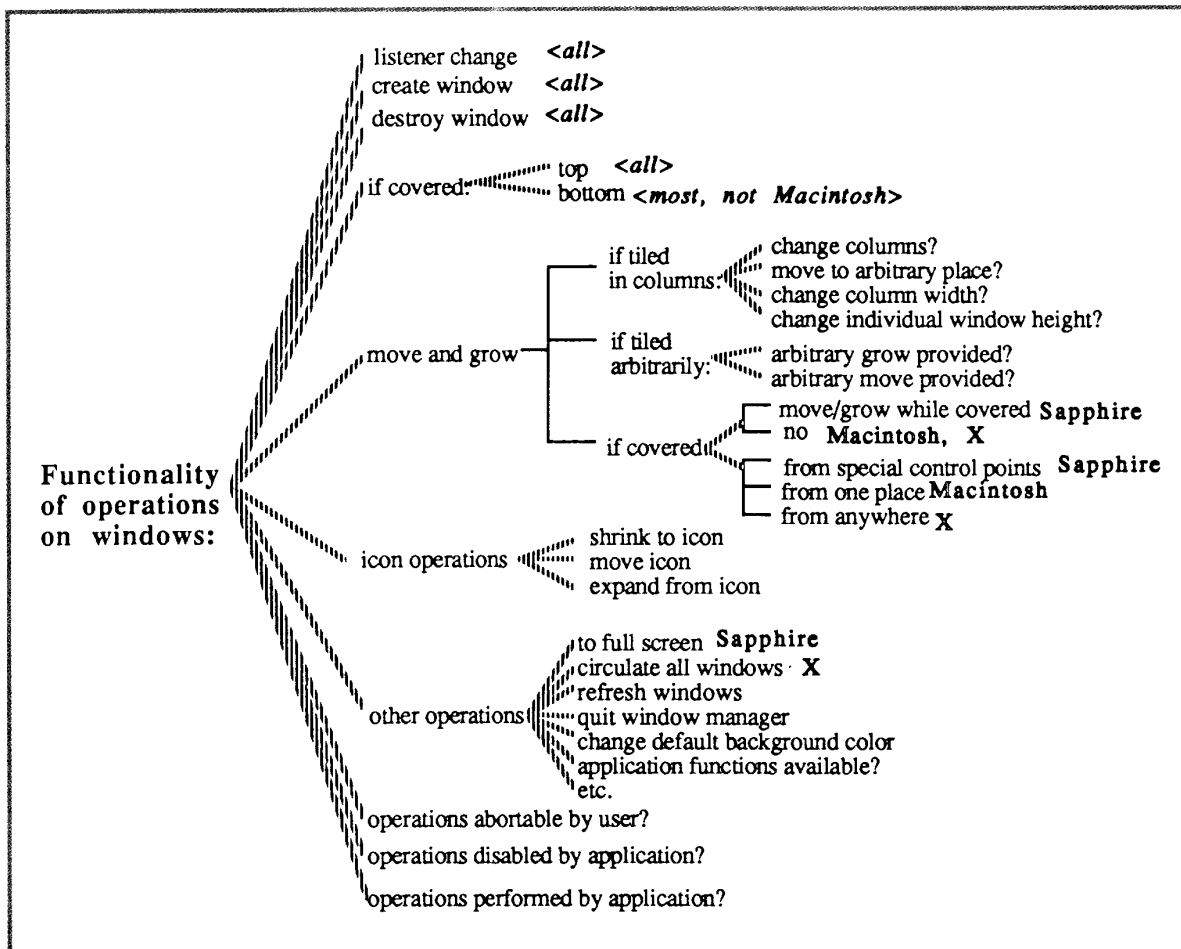 listener change <all>
create window <all>
destroy window <all>
if covered:
top <all>
bottom <most, not Macintosh>
move and grow
if tiled
in columns:
change columns?
move to arbitrary place?
change column width?
change individual window height?
if tiled
arbitrarily:
arbitrary grow provided?
arbitrary move provided?
if covered
move/grow while covered Sapphire
no Macintosh, X
from special control points Sapphire
from one place Macintosh
from anywhere X
Functionality
of operations
on windows:
icon operations
shrink to icon
move icon
expand from icon
other operations
to full screen Sapphire
circulate all windows X
refresh windows
quit window manager
change default background color
application functions available?
etc.
operations abortable by user?
operations disabled by application?
operations performed by application?